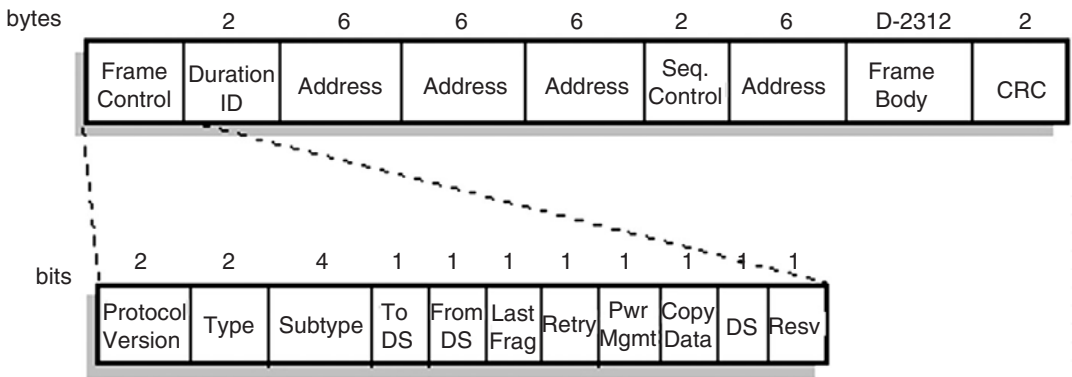 bytes 2 6 6 6 2 6 D-2312 2
Frame Control Duration ID Address Address Address Seq. Control Address Frame Body CRC
bits 2 2 4 1 1 1 1 1 1 1 1
Protocol Version Type Subtype To DS From DS Last Frag Retry Pwr Mgmt Copy Data DS Resv